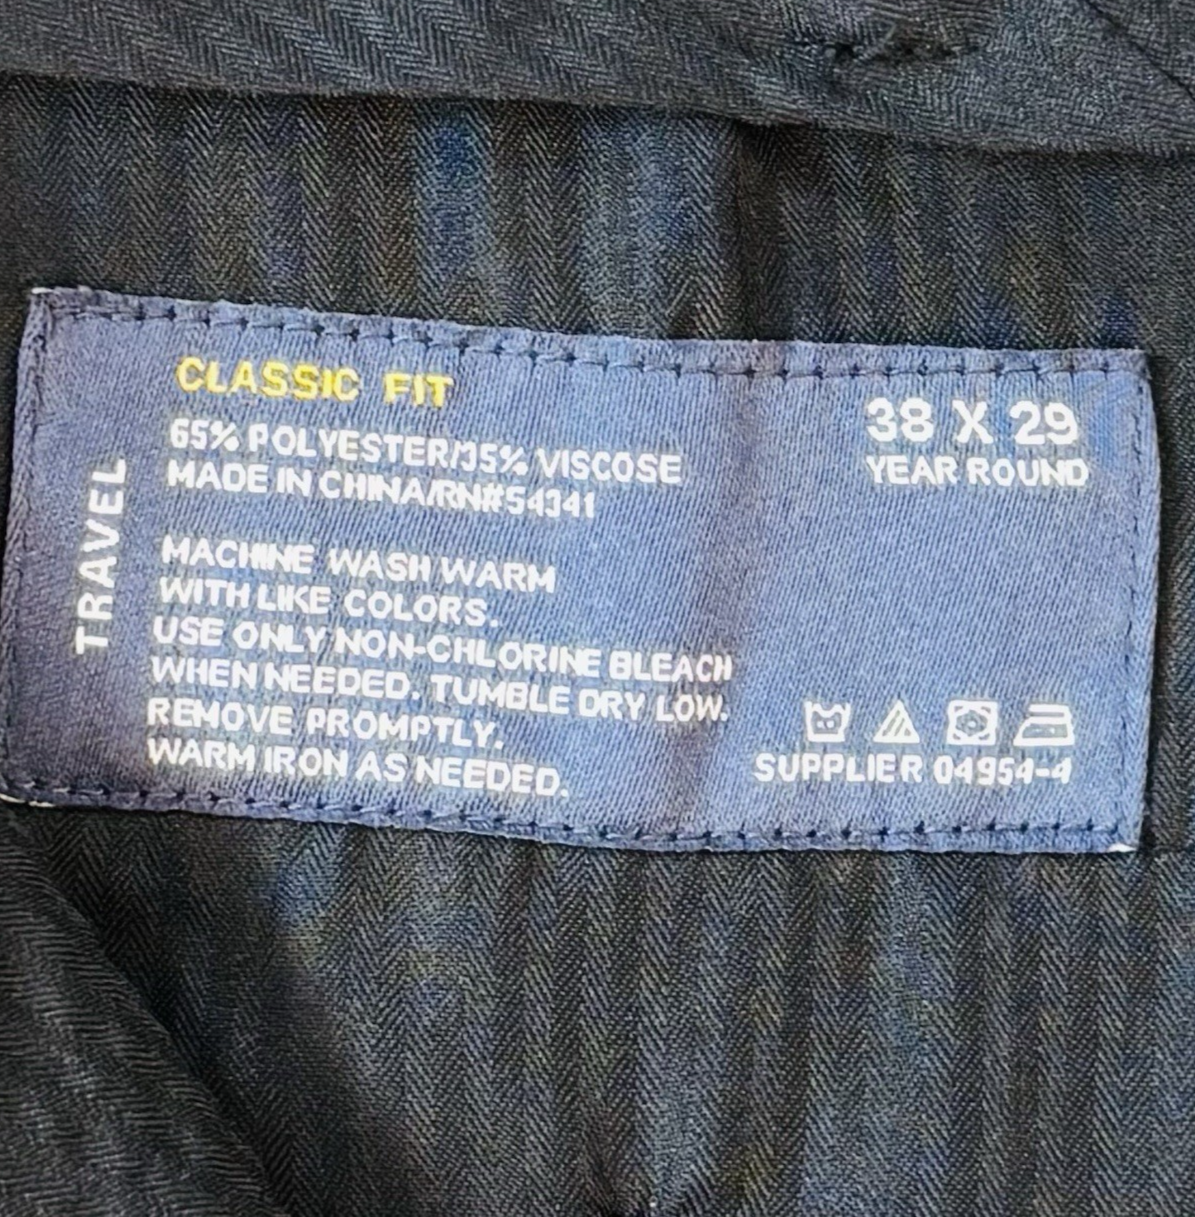 CLASSIC FIT
65% POLYESTER/35% VISCOSE
MADE IN CHINA/RN#54341
38 X 29
YEAR ROUND
TRAVEL
MACHINE WASH WARM
WITH LIKE COLORS.
USE ONLY NON-CHLORINE BLEACH
WHEN NEEDED. TUMBLE DRY LOW.
REMOVE PROMPTLY.
WARM IRON AS NEEDED.
SUPPLIER 04954-4